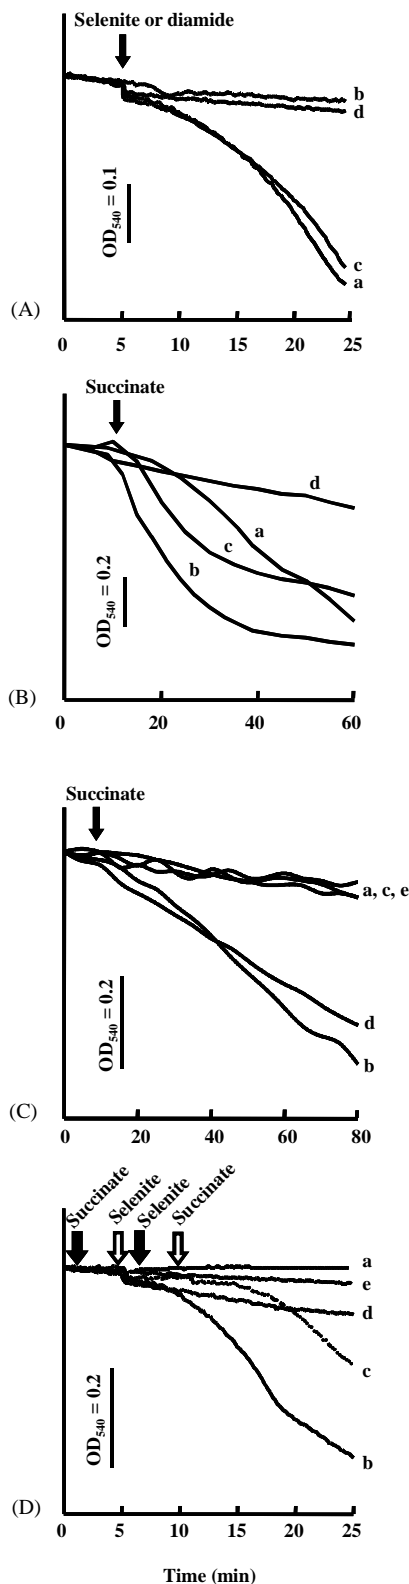 Selenite or diamide
b
d
OD540 = 0.1
c
a
(A)
0 5 10 15 20 25
Succinate
d
a
c
b
OD540 = 0.2
(B)
0 20 40 60
Succinate
a, c, e
OD540 = 0.2
d
b
(C)
0 20 40 60 80
Succinate Selenite Selenite Succinate
a
e
d
c
OD540 = 0.2
b
(D)
0 5 10 15 20 25
Time (min)